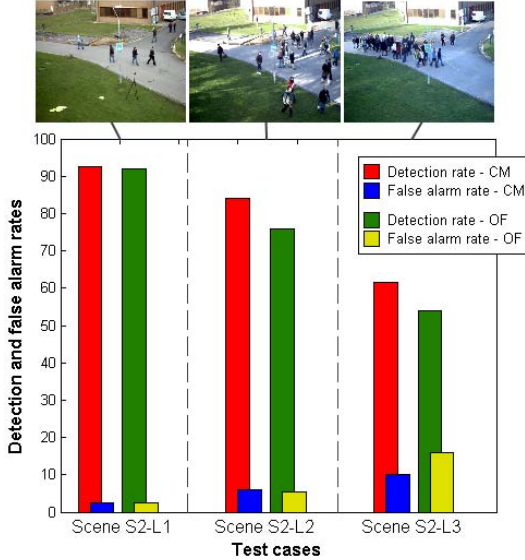 100
90
80
70
60
50
40
30
20
10
0
Detection and false alarm rates
Detection rate - CM
False alarm rate - CM
Detection rate - OF
False alarm rate - OF
Scene S2-L1
Scene S2-L2
Scene S2-L3
Test cases